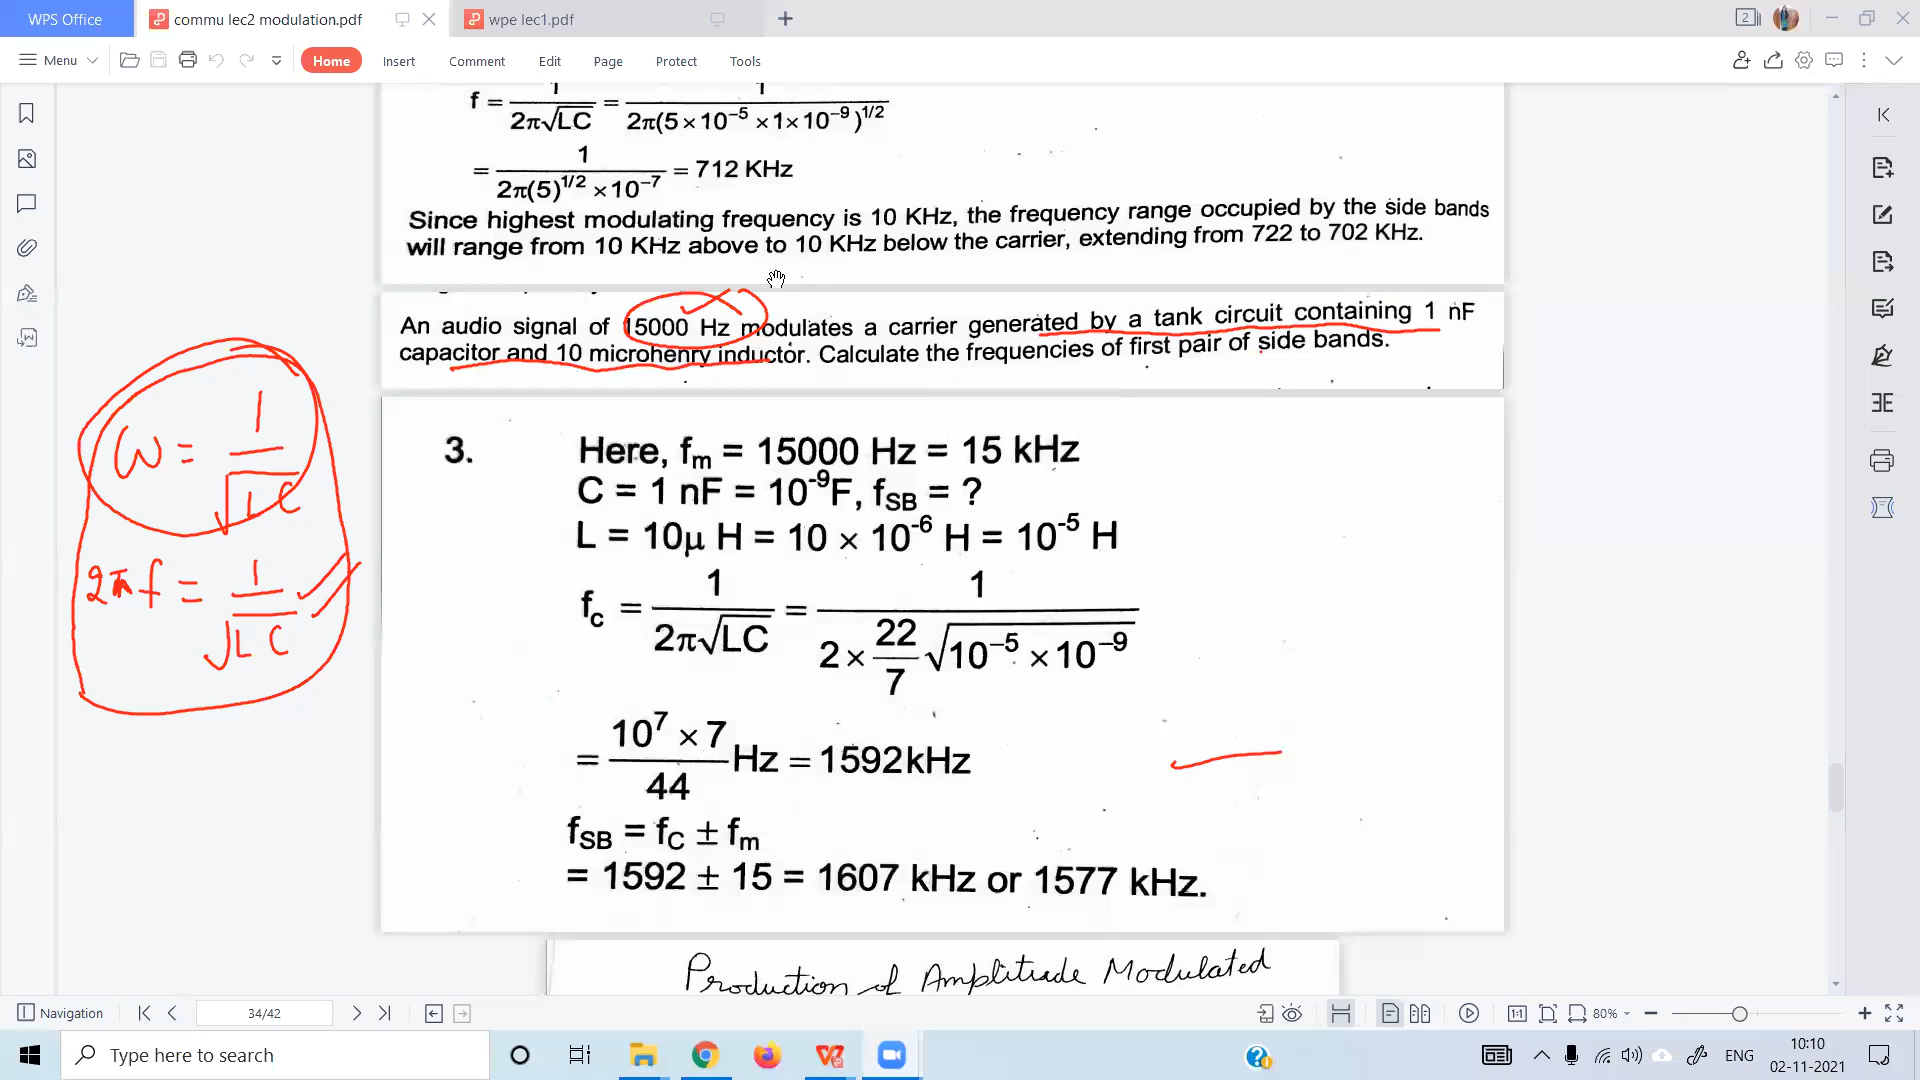 WPS Office
commu lec2 modulation.pdf
wpe lec1.pdf
2
Menu
Home
Insert
Comment
Edit
Page
Protect
Tools
f = 1/2π√LC = 1/2π(5×10⁻⁵×1×10⁻⁹)^1/2
= 1/2π(5)^1/2×10⁻⁷ = 712 KHz
Since highest modulating frequency is 10 KHz, the frequency range occupied by the side bands
will range from 10 KHz above to 10 KHz below the carrier, extending from 722 to 702 KHz.
An audio signal of 15000 Hz modulates a carrier generated by a tank circuit containing 1 nF
capacitor and 10 microhenry inductor. Calculate the frequencies of first pair of side bands.
ω = 1/√LC
2πf = 1/√LC
3. Here, fm = 15000 Hz = 15 kHz
C = 1 nF = 10⁻⁹F, fSB = ?
L = 10μ H = 10 × 10⁻⁶ H = 10⁻⁵ H
fc = 1/2π√LC = 1/2×22/7√10⁻⁵×10⁻⁹
= 10⁷×7/44 Hz = 1592kHz
fSB = fC ± fm
= 1592 ± 15 = 1607 kHz or 1577 kHz.
Production of Amplitude Modulated
Navigation
34/42
1:1
80%
Type here to search
ENG
10:10
02-11-2021